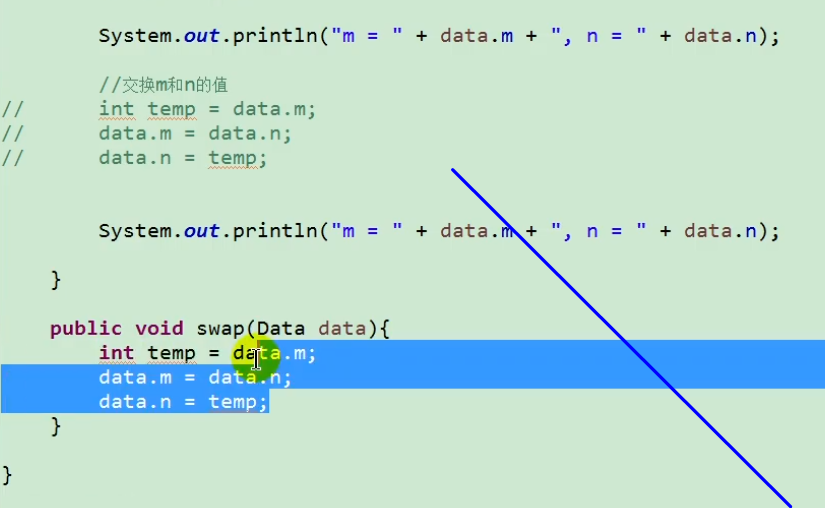 System.out.println("m = " + data.m + ", n = " + data.n);
//交换m和n的值
// int temp = data.m;
// data.m = data.n;
// data.n = temp;
System.out.println("m = " + data.m + ", n = " + data.n);
}
public void swap(Data data){
int temp = data.m;
data.m = data.n;
data.n = temp;
}
}